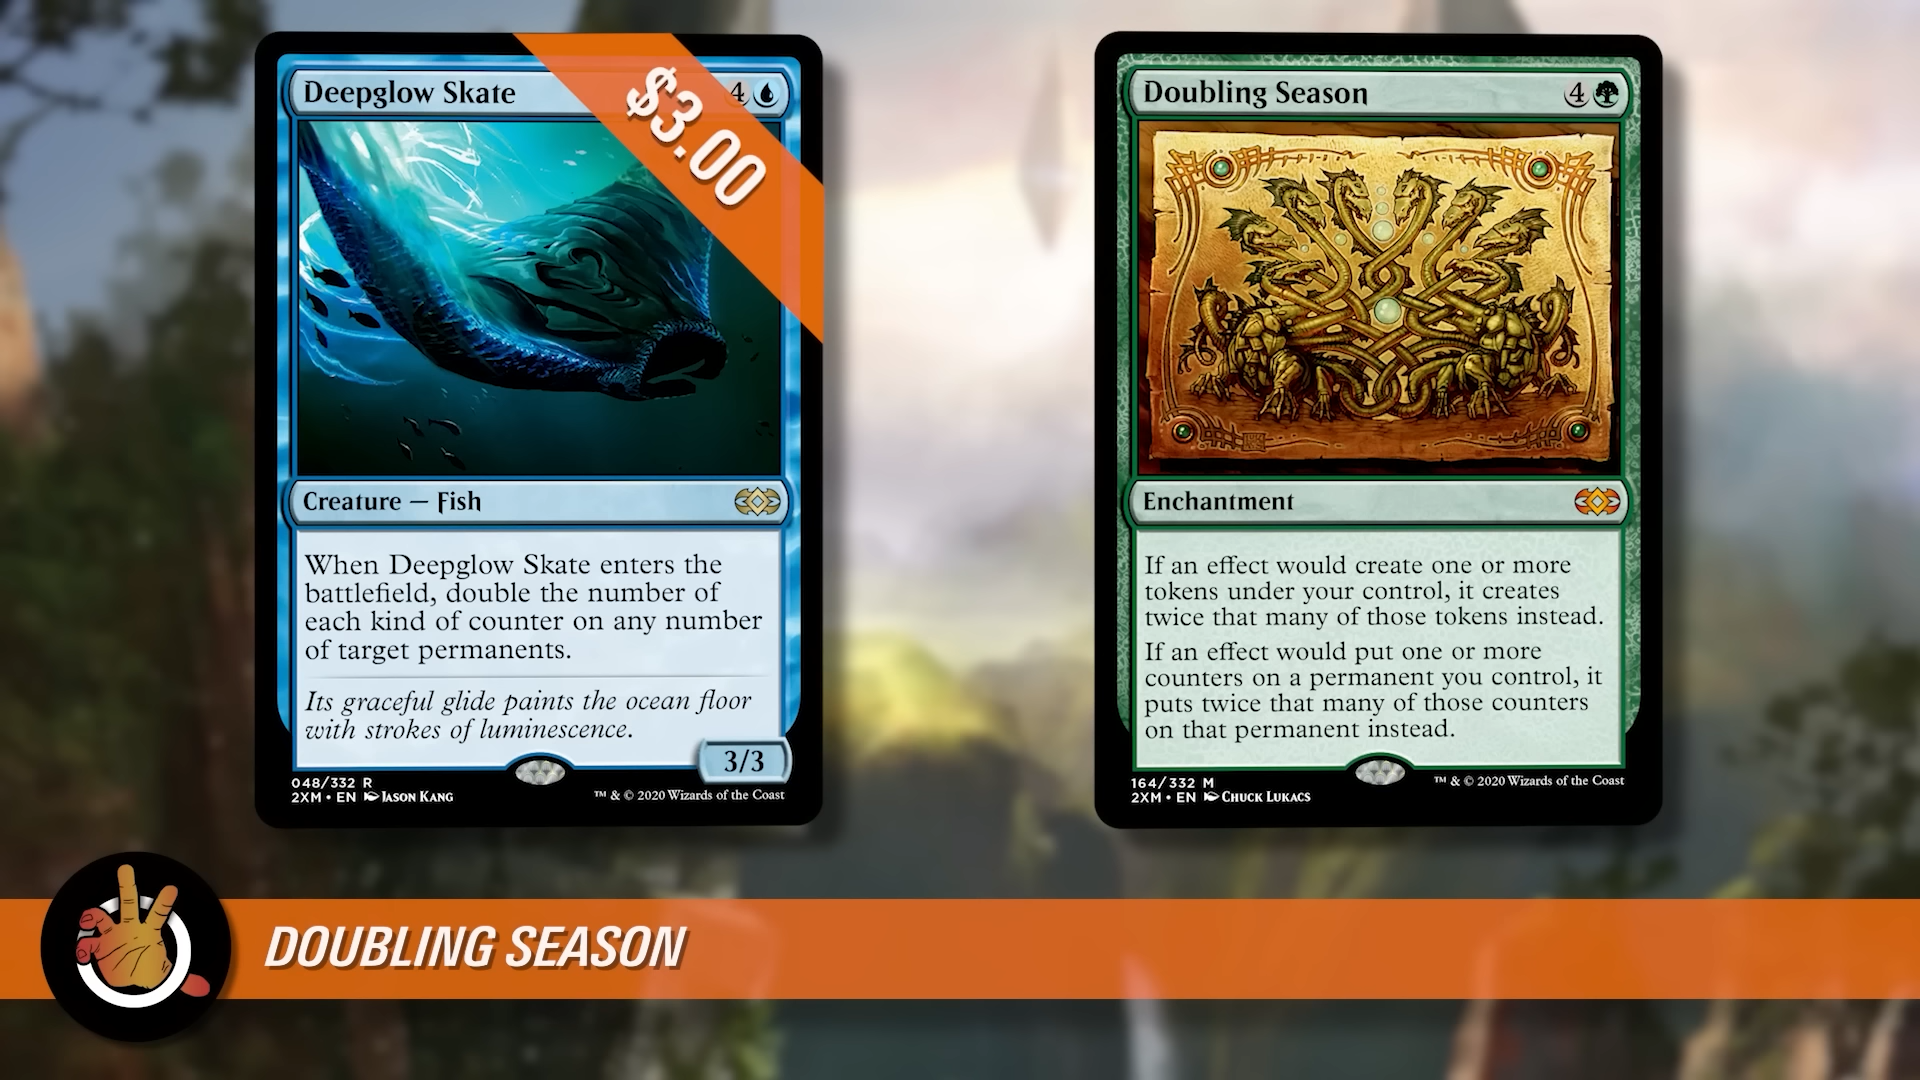 Deepglow Skate 4
$3.00
Creature — Fish
When Deepglow Skate enters the
battlefield, double the number of
each kind of counter on any number
of target permanents.
Its graceful glide paints the ocean floor
with strokes of luminescence.
3/3
048/332 R
2XM • EN Jason Kang
™ & © 2020 Wizards of the Coast
Doubling Season 4
Enchantment
If an effect would create one or more
tokens under your control, it creates
twice that many of those tokens instead.
If an effect would put one or more
counters on a permanent you control, it
puts twice that many of those counters
on that permanent instead.
164/332 M
2XM • EN Chuck Lukacs
™ & © 2020 Wizards of the Coast
DOUBLING SEASON